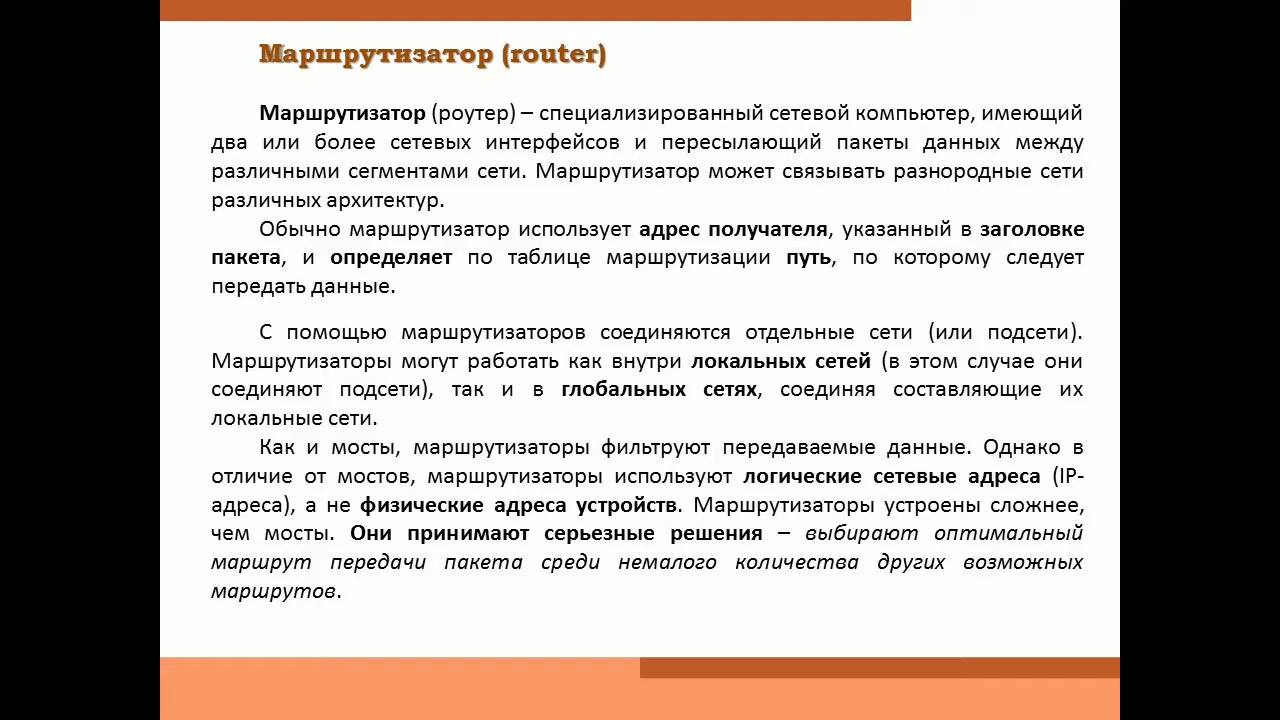 Маршрутизатор (router)
Маршрутизатор (роутер) – специализированный сетевой компьютер, имеющий
два или более сетевых интерфейсов и пересылающий пакеты данных между
различными сегментами сети. Маршрутизатор может связывать разнородные сети
различных архитектур.
Обычно маршрутизатор использует адрес получателя, указанный в заголовке
пакета, и определяет по таблице маршрутизации путь, по которому следует
передать данные.
С помощью маршрутизаторов соединяются отдельные сети (или подсети).
Маршрутизаторы могут работать как внутри локальных сетей (в этом случае они
соединяют подсети), так и в глобальных сетях, соединяя составляющие их
локальные сети.
Как и мосты, маршрутизаторы фильтруют передаваемые данные. Однако в
отличие от мостов, маршрутизаторы используют логические сетевые адреса (IP-
адреса), а не физические адреса устройств. Маршрутизаторы устроены сложнее,
чем мосты. Они принимают серьезные решения – выбирают оптимальный
маршрут передачи пакета среди немалого количества других возможных
маршрутов.